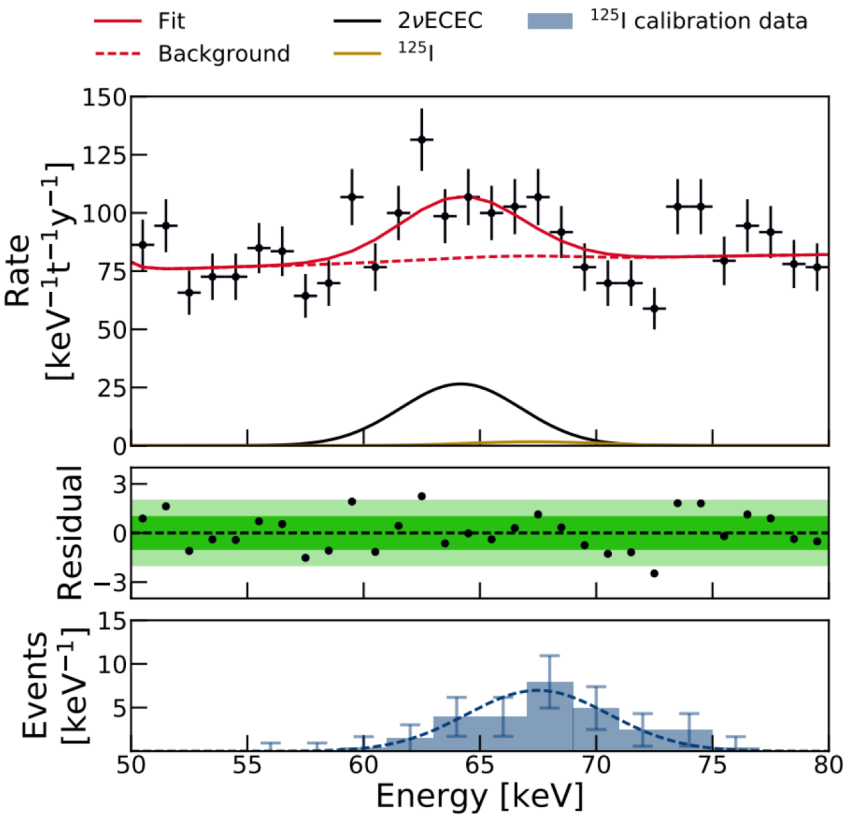 Fit
2νECEC
¹²⁵I calibration data
Background
¹²⁵I
Rate
[keV⁻¹t⁻¹y⁻¹]
150
125
100
75
50
25
0
Residual
3
0
−3
Events
[keV⁻¹]
15
10
5
50 55 60 65 70 75 80
Energy [keV]